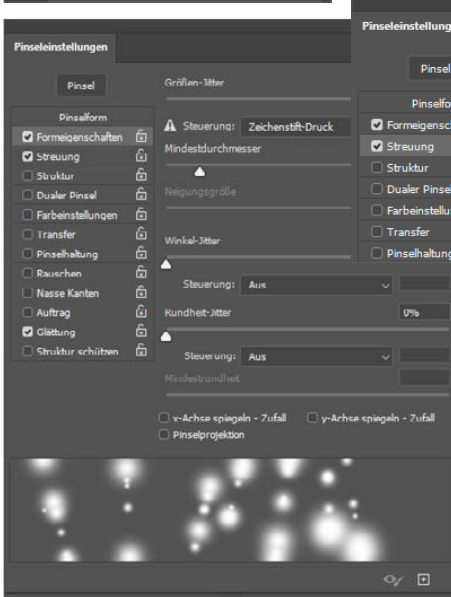 Pinseleinstellungen
Pinsel
Pinselform
Formeigenschaften
Streuung
Struktur
Dualer Pinsel
Farbeinstellungen
Transfer
Pinselhaltung
Rauschen
Nasse Kanten
Auftrag
Glättung
Struktur schützen
Größen-Jitter
Steuerung: Zeichenstift-Druck
Mindestdurchmesser
Neigungsgröße
Winkel-Jitter
Steuerung: Aus
Rundheit-Jitter 0%
Steuerung: Aus
Mindestrundheit
x-Achse spiegeln - Zufall y-Achse spiegeln - Zufall
Pinselprojektion
Pinseleinstellung
Pinsel
Pinselfo
Formeigensch
Streuung
Struktur
Dualer Pinsel
Farbeinstellu
Transfer
Pinselhaltung